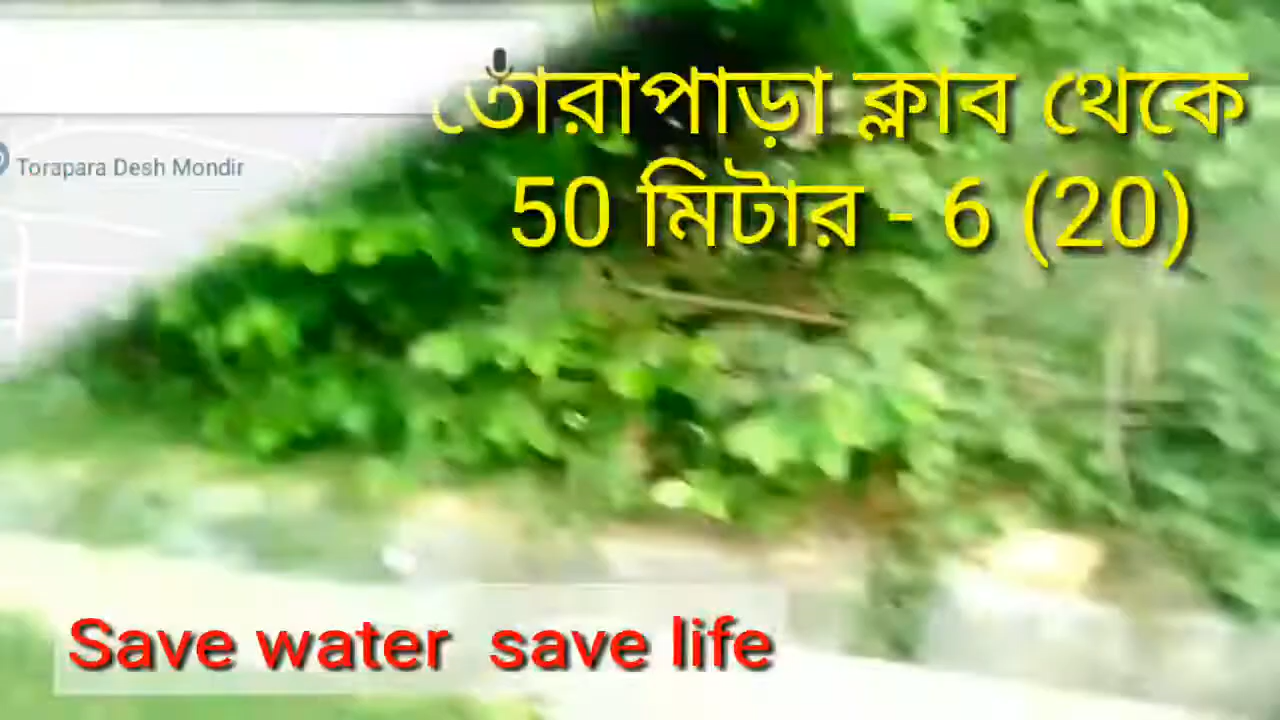 তোঁরাপাড়া ক্লাব থেকে
50 মিটার - 6 (20)
Torapara Desh Mondir
Save water save life